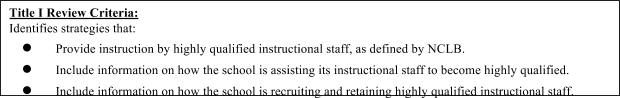 Title I Review Criteria:
Identifies strategies that:
● Provide instruction by highly qualified instructional staff, as defined by NCLB.
● Include information on how the school is assisting its instructional staff to become highly qualified.
● Include information on how the school is recruiting and retaining highly qualified instructional staff.